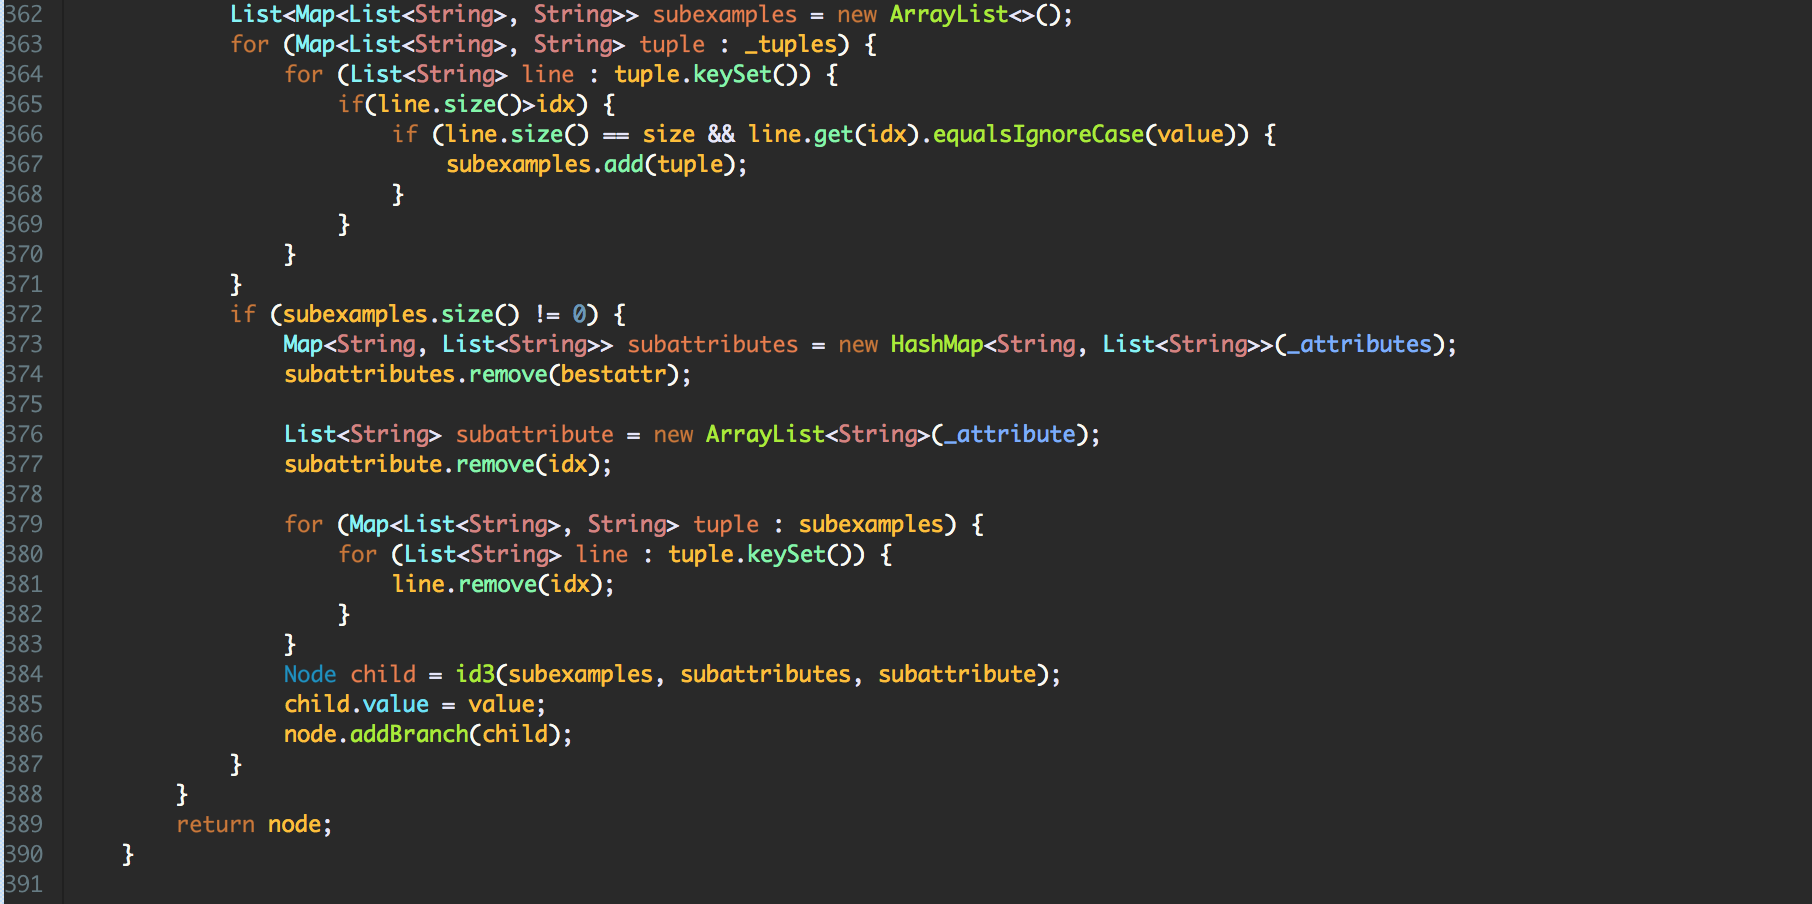 362 List<Map<List<String>, String>> subexamples = new ArrayList<>();
363 for (Map<List<String>, String> tuple : _tuples) {
364 for (List<String> line : tuple.keySet()) {
365 if(line.size()>idx) {
366 if (line.size() == size && line.get(idx).equalsIgnoreCase(value)) {
367 subexamples.add(tuple);
368 }
369 }
370 }
371 }
372 if (subexamples.size() != 0) {
373 Map<String, List<String>> subattributes = new HashMap<String, List<String>>(_attributes);
374 subattributes.remove(bestattr);
375
376 List<String> subattribute = new ArrayList<String>(_attribute);
377 subattribute.remove(idx);
378
379 for (Map<List<String>, String> tuple : subexamples) {
380 for (List<String> line : tuple.keySet()) {
381 line.remove(idx);
382 }
383 }
384 Node child = id3(subexamples, subattributes, subattribute);
385 child.value = value;
386 node.addBranch(child);
387 }
388 }
389 return node;
390 }
391